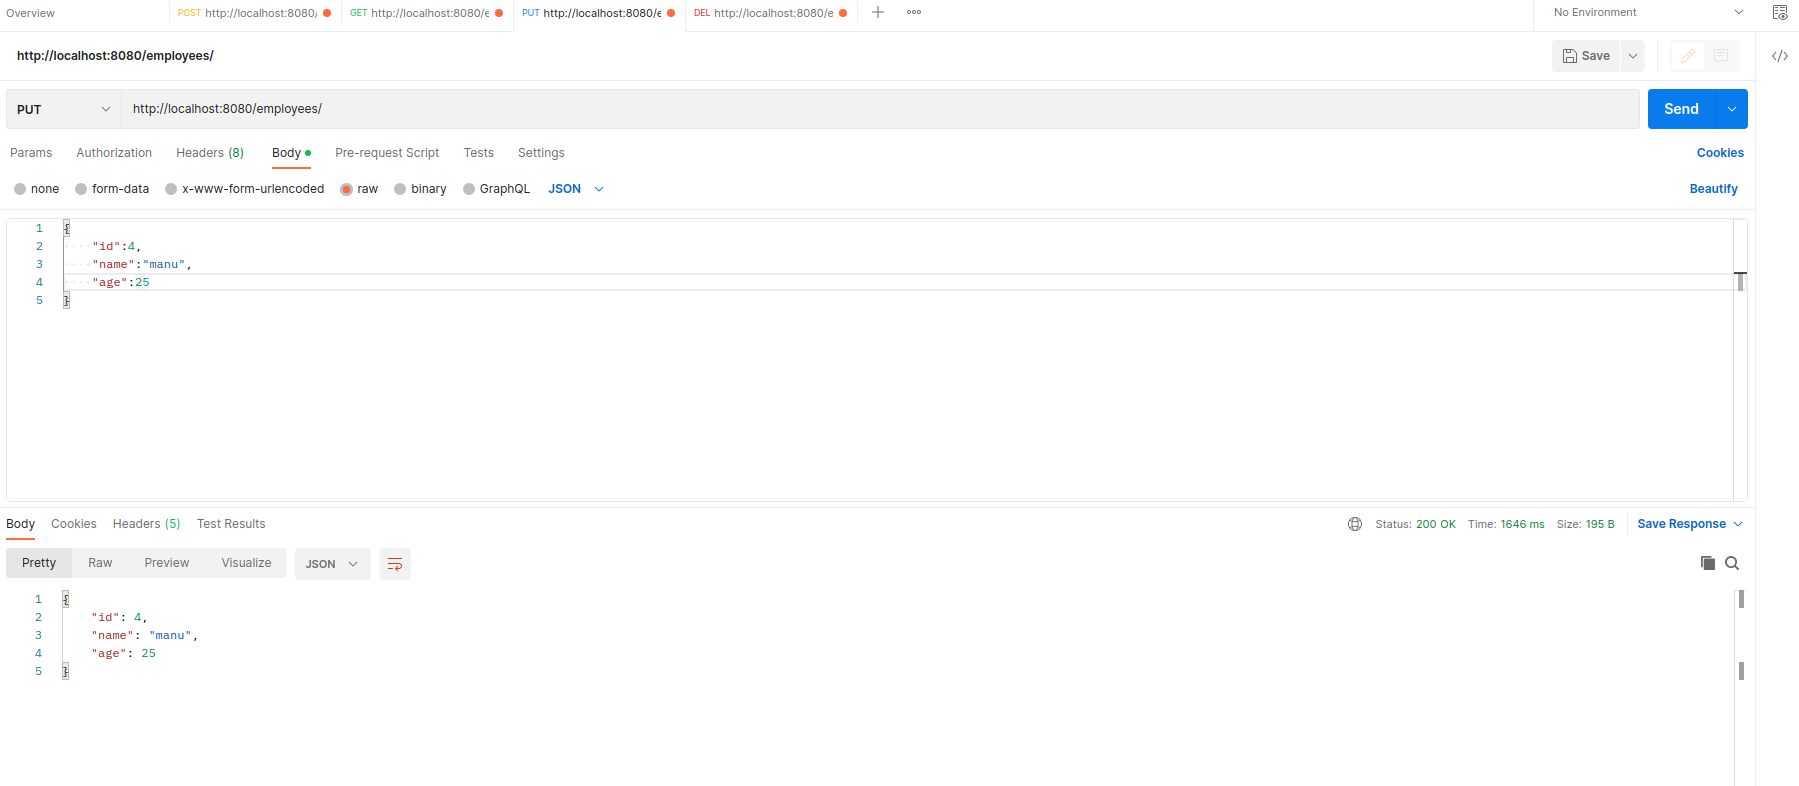 Overview POST http://localhost:8080/ GET http://localhost:8080/e PUT http://localhost:8080/e DEL http://localhost:8080/e No Environment
http://localhost:8080/employees/ Save </>
PUT http://localhost:8080/employees/ Send
Params Authorization Headers (8) Body Pre-request Script Tests Settings Cookies
none form-data x-www-form-urlencoded raw binary GraphQL JSON Beautify
1 {
2 "id":4,
3 "name":"manu",
4 "age":25
5 }
Body Cookies Headers (5) Test Results Status: 200 OK Time: 1646 ms Size: 195 B Save Response
Pretty Raw Preview Visualize JSON
1 {
2 "id": 4,
3 "name": "manu",
4 "age": 25
5 }